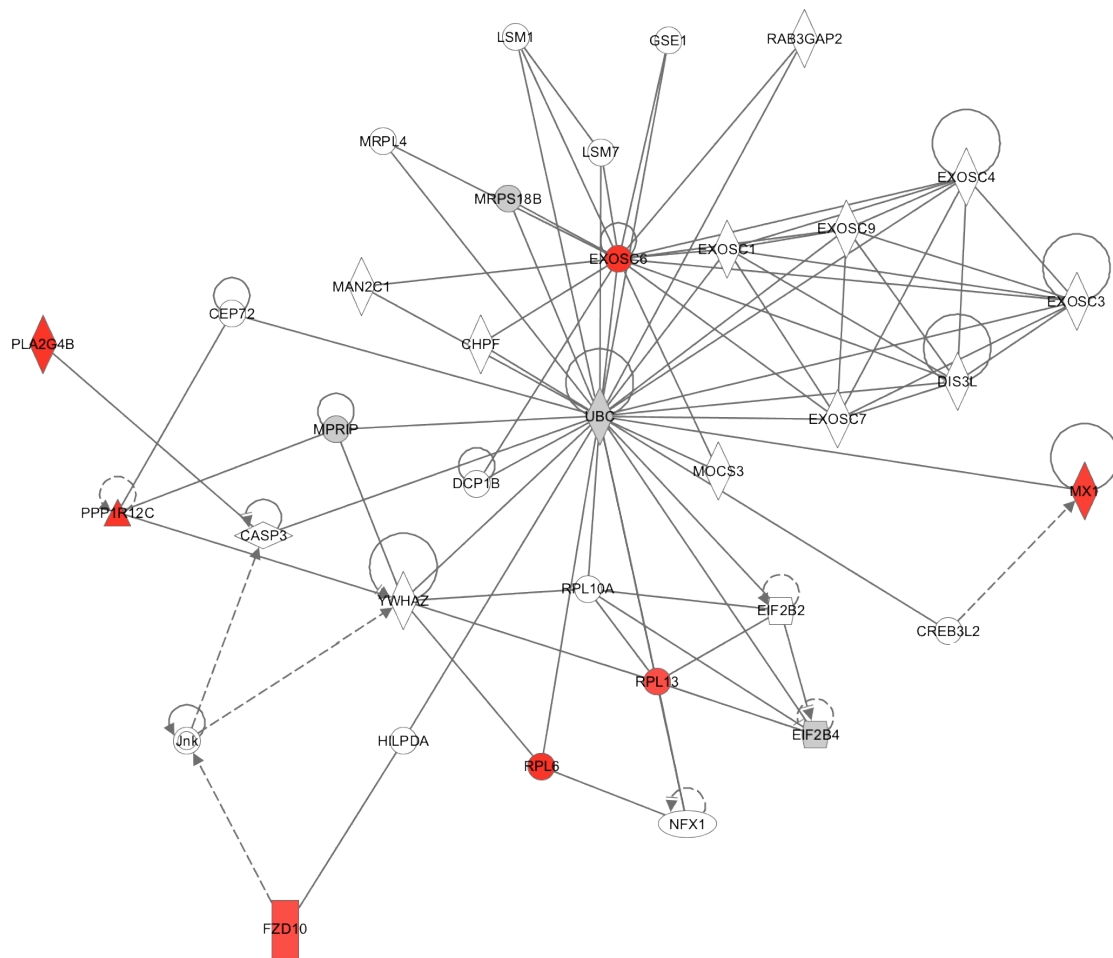 LSM1
GSE1
RAB3GAP2
MRPL4
LSM7
EXOSC4
MRPS18B
EXOSC9
EXOSC1
EXOSC6
MAN2C1
EXOSC3
CEP72
PLA2G4B
CHPF
DIS3L
UBC
EXOSC7
MPRIP
MOCS3
DCP1B
MX1
PPP1R12C
CASP3
RPL10A
YWHAZ
EIF2B2
CREB3L2
RPL13
EIF2B4
Jnk
HILPDA
RPL6
NFX1
FZD10